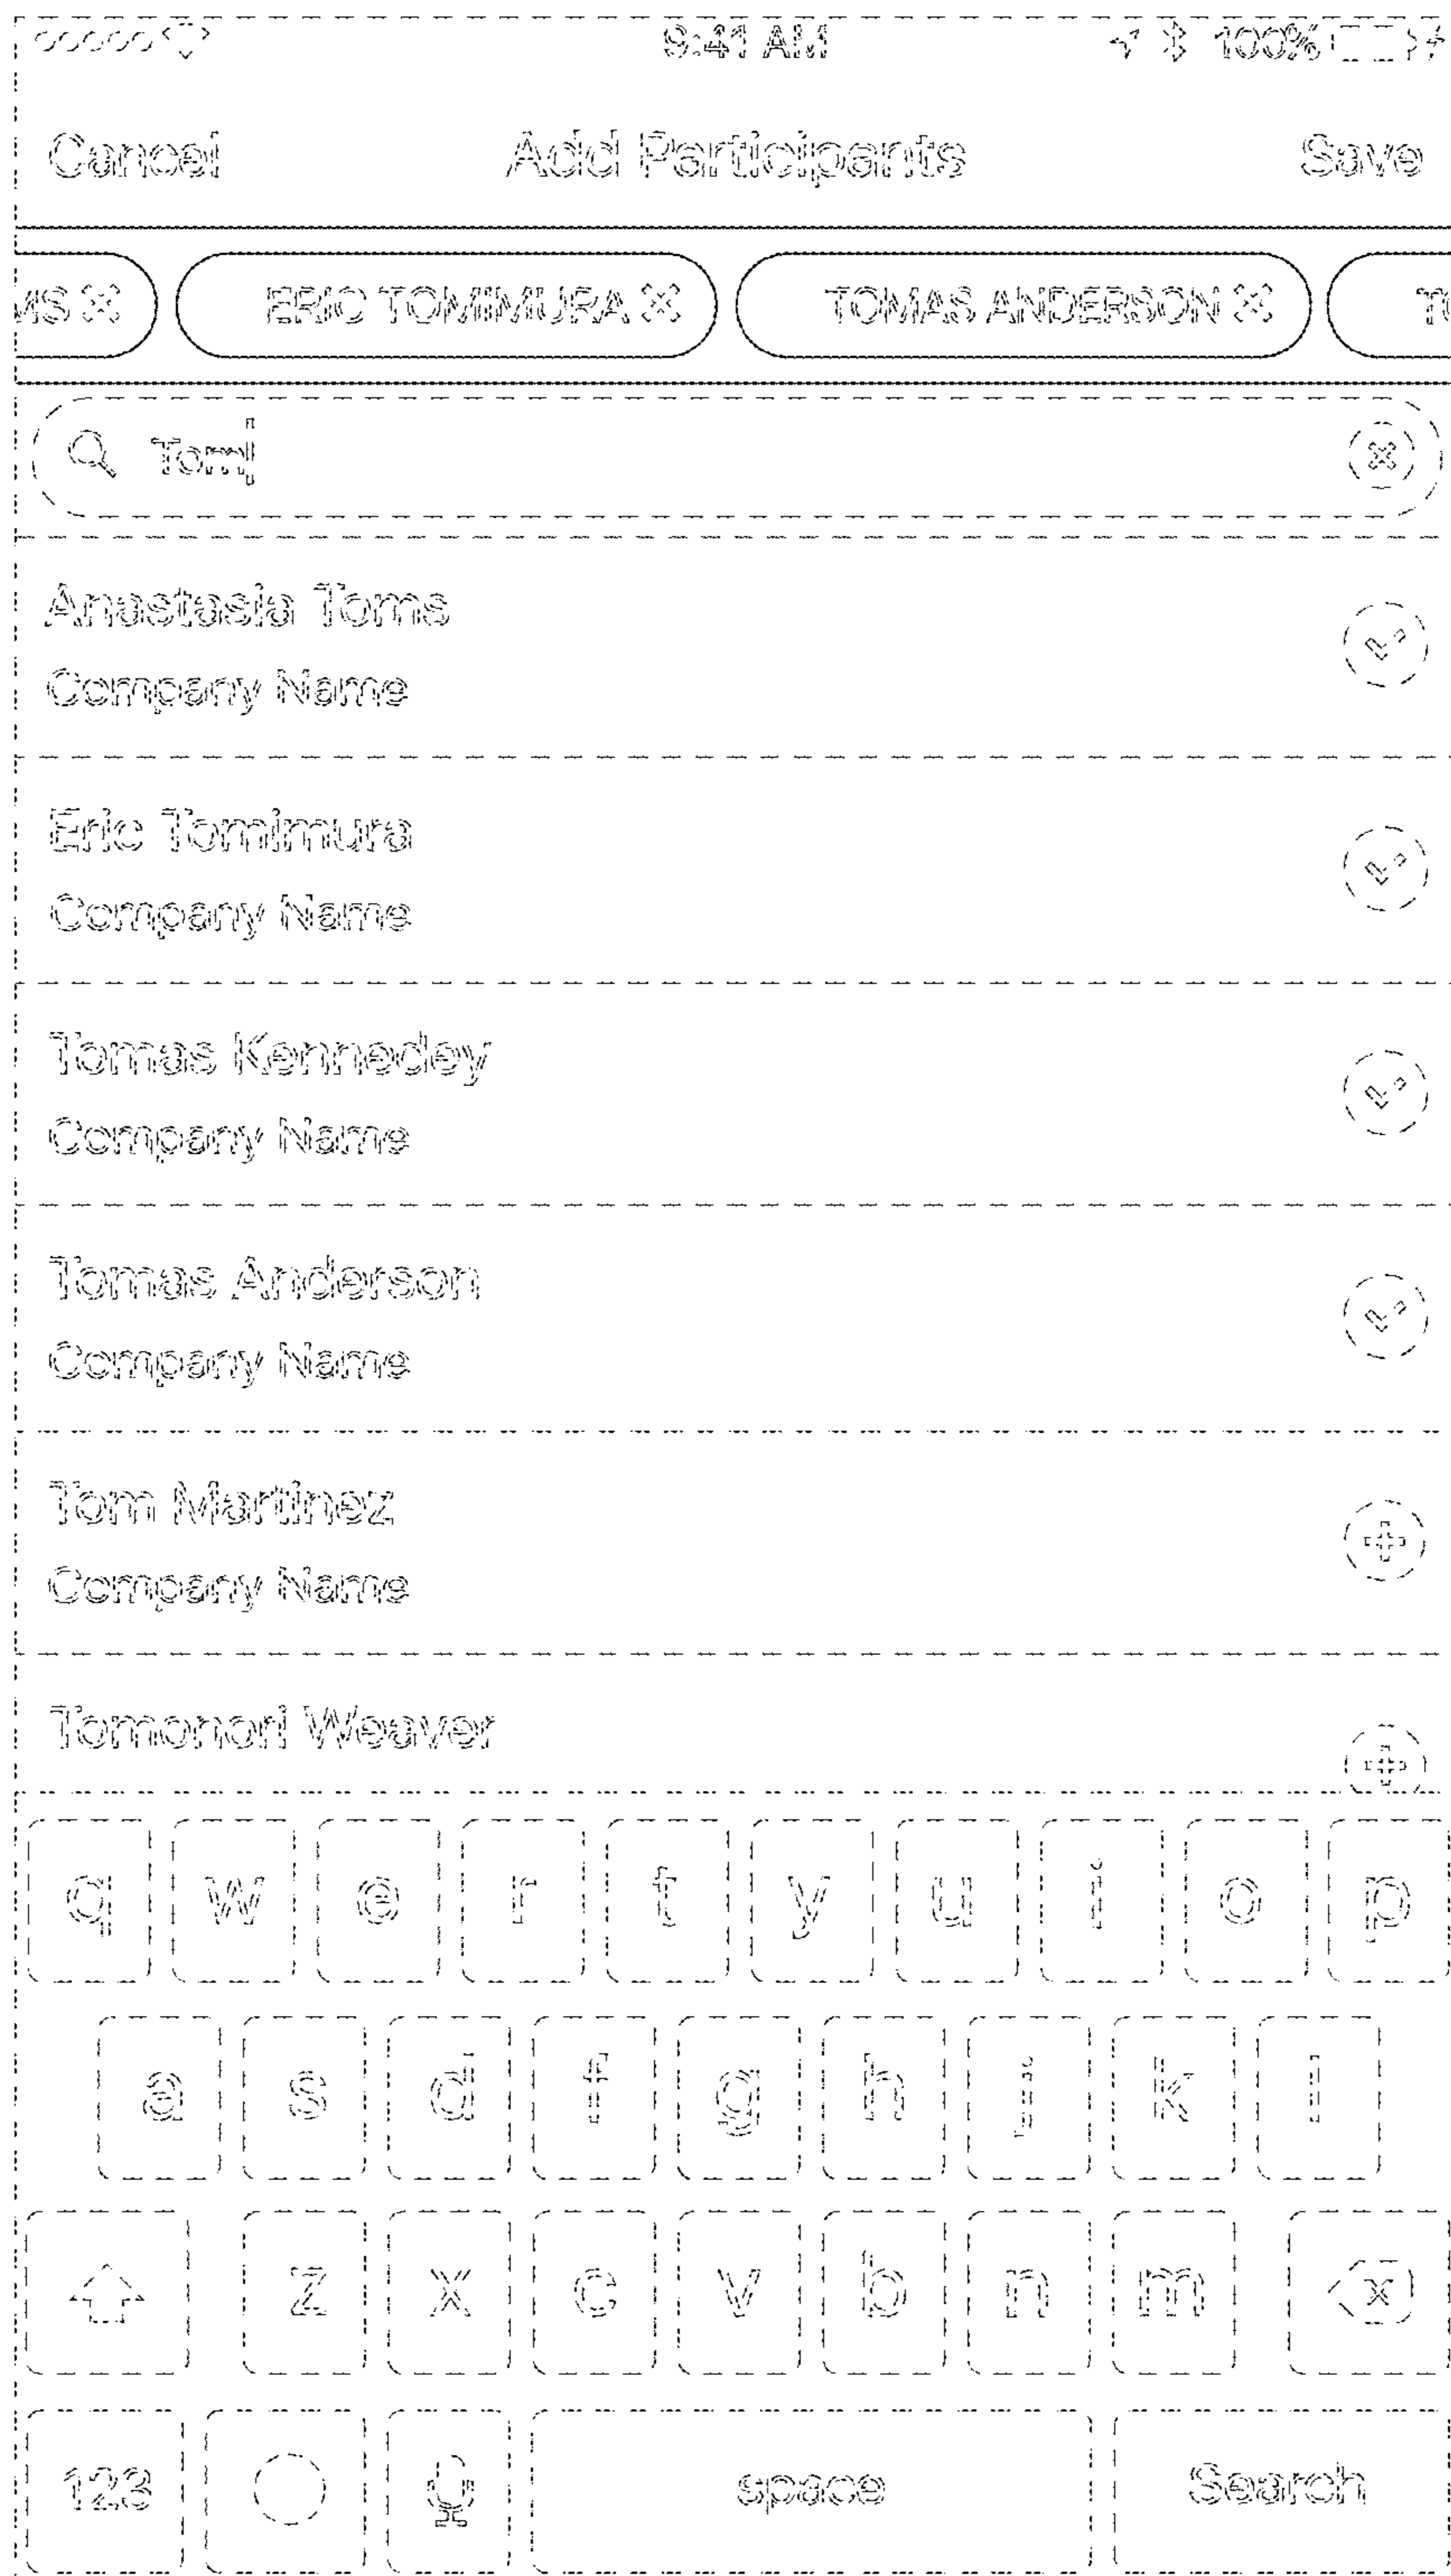 9:41 AM 100%
Cancel Add Participants Save
MS ERIC TOMIMURA TOMAS ANDERSON
Tom
Anastasia Toms
Company Name
Eric Tomimura
Company Name
Tomas Kennedey
Company Name
Tomas Anderson
Company Name
Tom Martinez
Company Name
Tomonori Weaver
q w e r t y u i o p
a s d f g h j k l
z x c v b n m
123 space Search